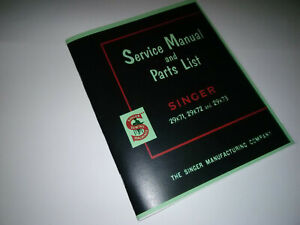 Service Manual
and
Parts List
SINGER
29K71, 29K72 and 29K73
S
THE SINGER MANUFACTURING COMPANY